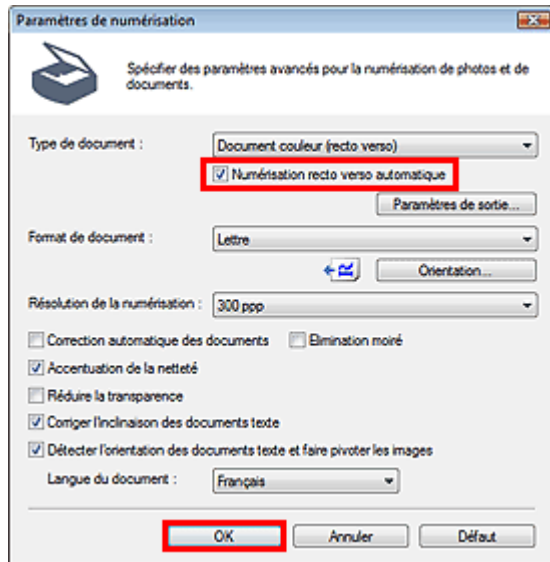 Paramètres de numérisation
Spécifier des paramètres avancés pour la numérisation de photos et de
documents.
Type de document :
Document couleur (recto verso)
Numérisation recto verso automatique
Paramètres de sortie...
Format de document :
Lettre
Orientation...
Résolution de la numérisation :
300 ppp
Correction automatique des documents
Elimination moiré
Accentuation de la netteté
Réduire la transparence
Corriger l'inclinaison des documents texte
Détecter l'orientation des documents texte et faire pivoter les images
Langue du document :
Français
OK
Annuler
Défaut